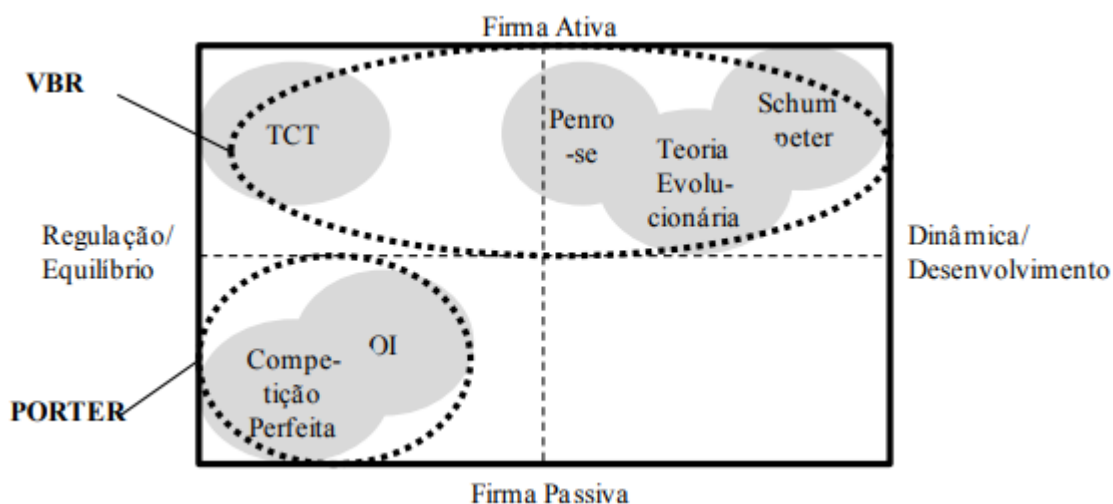 Firma Ativa
VBR
TCT
Penro
-se
Schum
peter
Teoria
Evolu-
cionária
Regulação/
Equilíbrio
Dinâmica/
Desenvolvimento
OI
Compe-
tição
Perfeita
PORTER
Firma Passiva